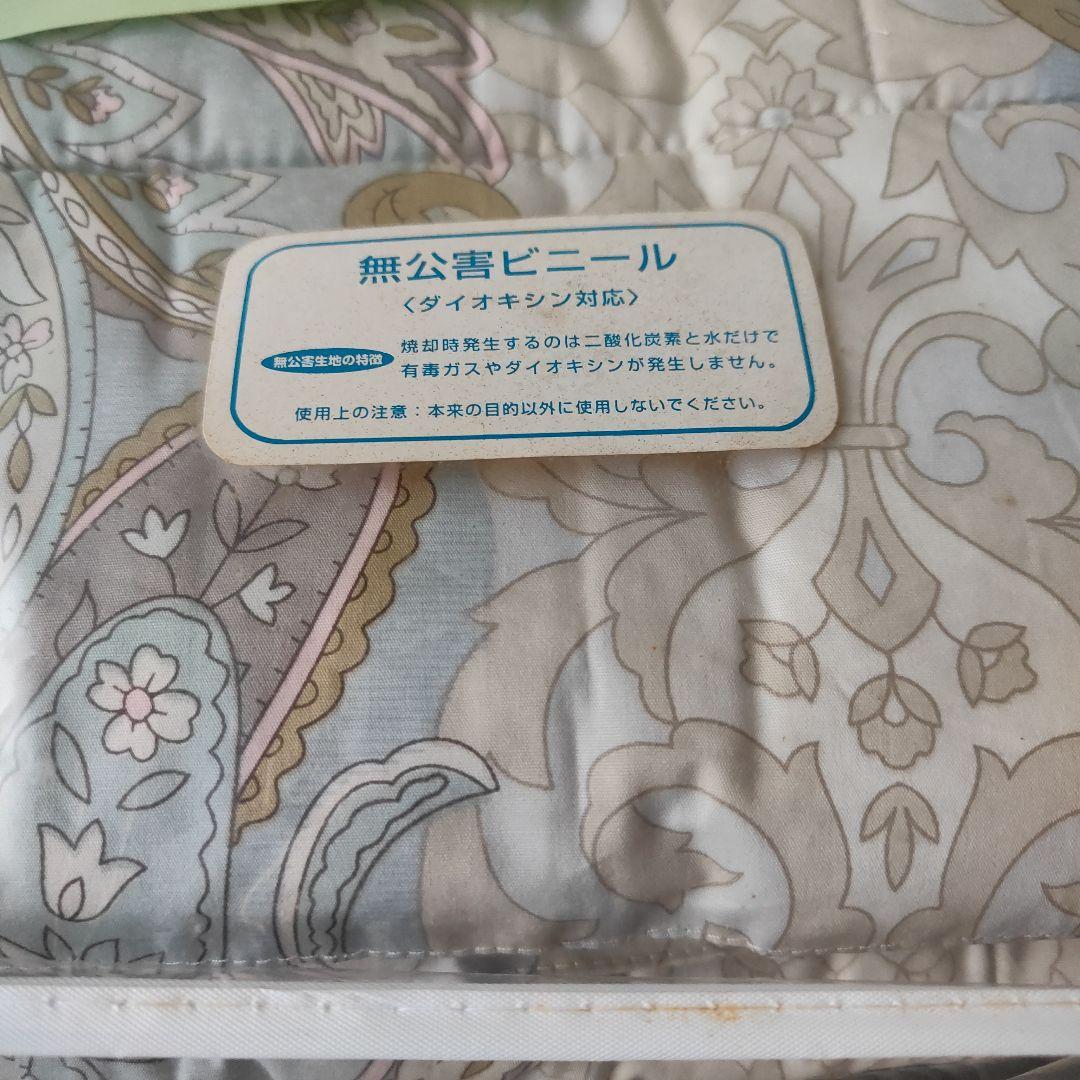 無公害ビニール
〈ダイオキシン対応〉
無公害生地の特徴
焼却時発生するのは二酸化炭素と水だけで
有毒ガスやダイオキシンが発生しません。
使用上の注意：本来の目的以外に使用しないでください。